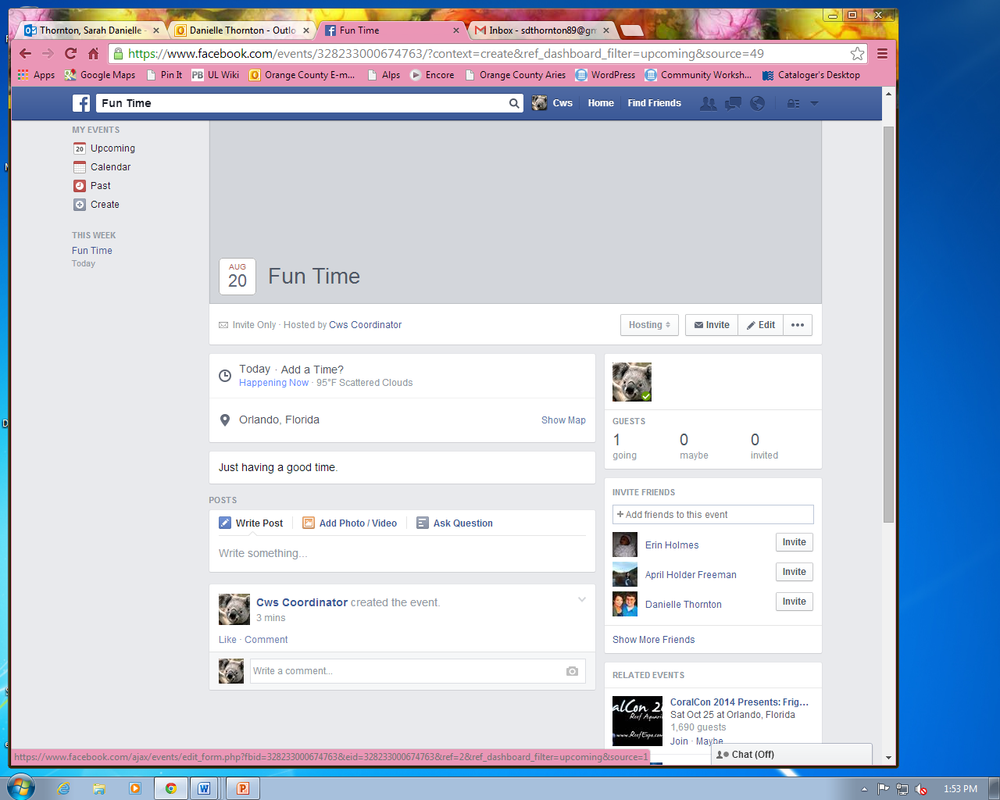 Thornton, Sarah Danielle -
Danielle Thornton - Outlo
Fun Time
Inbox - sdthornton89@gm
https://www.facebook.com/events/328233000674763/?context=create&ref_dashboard_filter=upcoming&source=49
Apps
Google Maps
Pin It
UL Wiki
Orange County E-m...
Alps
Encore
Orange County Aries
WordPress
Community Worksh...
Cataloger's Desktop
Fun Time
Cws
Home
Find Friends
MY EVENTS
20 Upcoming
Calendar
Past
Create
THIS WEEK
Fun Time
Today
AUG
20
Fun Time
Invite Only · Hosted by Cws Coordinator
Hosting
Invite
Edit
Today · Add a Time?
Happening Now · 95°F Scattered Clouds
Orlando, Florida
Show Map
Just having a good time.
POSTS
Write Post
Add Photo / Video
Ask Question
Write something...
Cws Coordinator created the event.
3 mins
Like · Comment
Write a comment...
GUESTS
1 0 0
going maybe invited
INVITE FRIENDS
+ Add friends to this event
Erin Holmes Invite
April Holder Freeman Invite
Danielle Thornton Invite
Show More Friends
RELATED EVENTS
alCon 2
Reef Aquari
www.ReefExpo.com
CoralCon 2014 Presents: Frig...
Sat Oct 25 at Orlando, Florida
1,690 guests
Join · Maybe
Chat (Off)
https://www.facebook.com/ajax/events/edit_form.php?fbid=328233000674763&eid=328233000674763&ref=2&ref_dashboard_filter=upcoming&source=1
1:53 PM